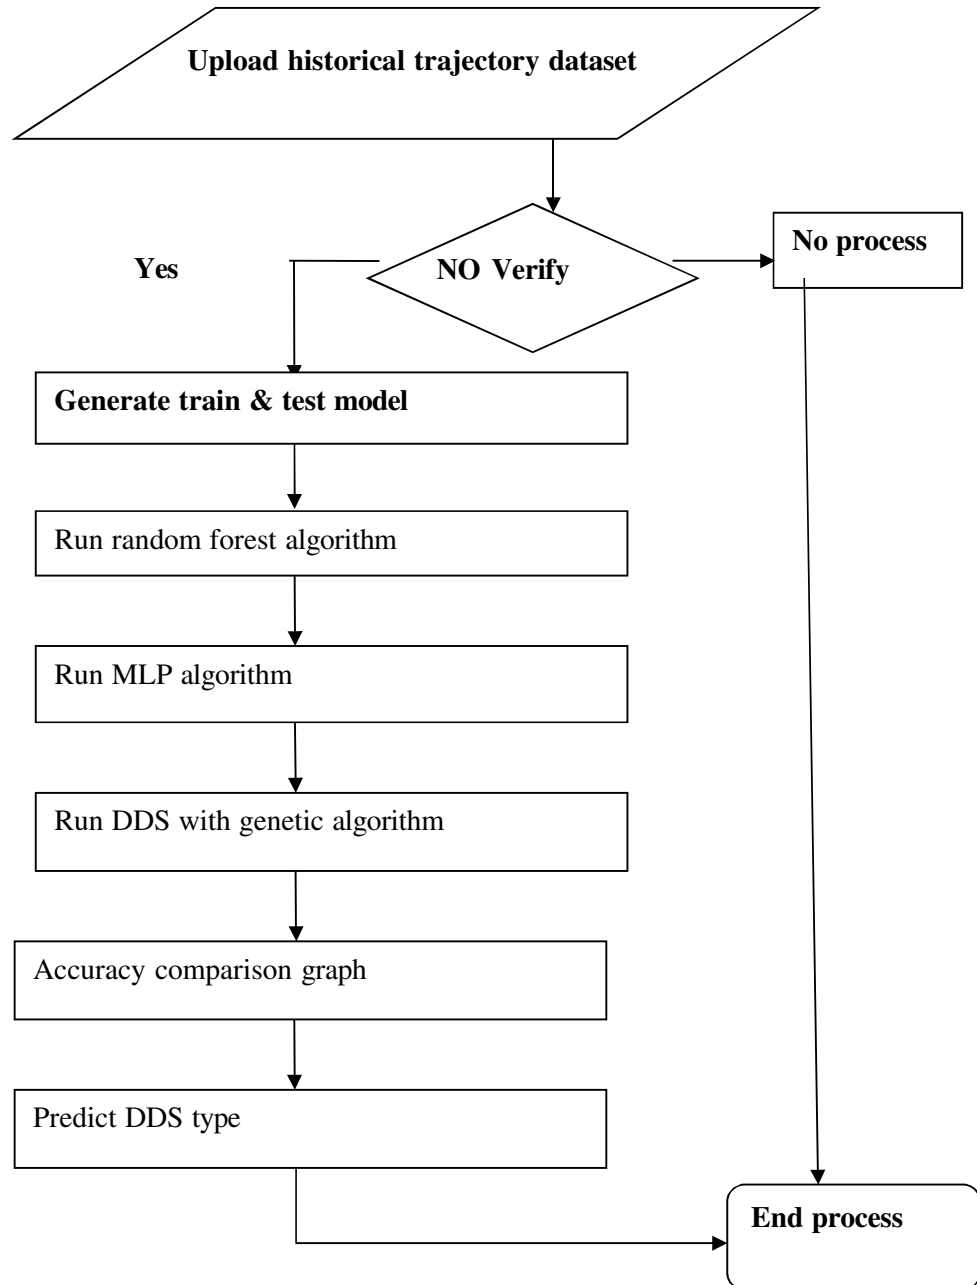 Upload historical trajectory dataset
No process
Yes
NO Verify
Generate train & test model
Run random forest algorithm
Run MLP algorithm
Run DDS with genetic algorithm
Accuracy comparison graph
Predict DDS type
End process